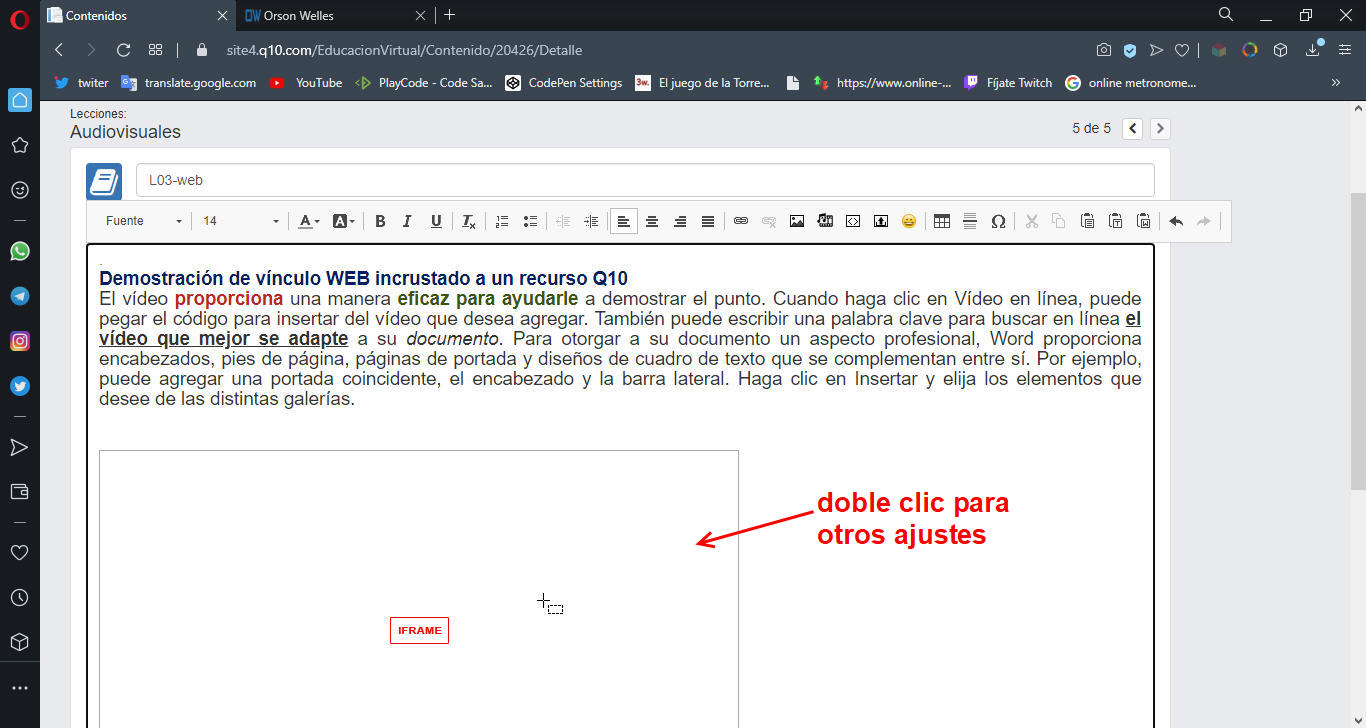 Contenidos
Orson Welles
site4.q10.com/EducacionVirtual/Contenido/20426/Detalle
twiter
translate.google.com
YouTube
PlayCode - Code Sa...
CodePen Settings
3w.
El juego de la Torre...
https://www.online-...
Fíjate Twitch
online metronome...
Lecciones:
Audiovisuales
5 de 5
L03-web
Fuente
14
Demostración de vínculo WEB incrustado a un recurso Q10
El vídeo proporciona una manera eficaz para ayudarle a demostrar el punto. Cuando haga clic en Vídeo en línea, puede
pegar el código para insertar del vídeo que desea agregar. También puede escribir una palabra clave para buscar en línea el
vídeo que mejor se adapte a su documento. Para otorgar a su documento un aspecto profesional, Word proporciona
encabezados, pies de página, páginas de portada y diseños de cuadro de texto que se complementan entre sí. Por ejemplo,
puede agregar una portada coincidente, el encabezado y la barra lateral. Haga clic en Insertar y elija los elementos que
desee de las distintas galerías.
doble clic para
otros ajustes
IFRAME